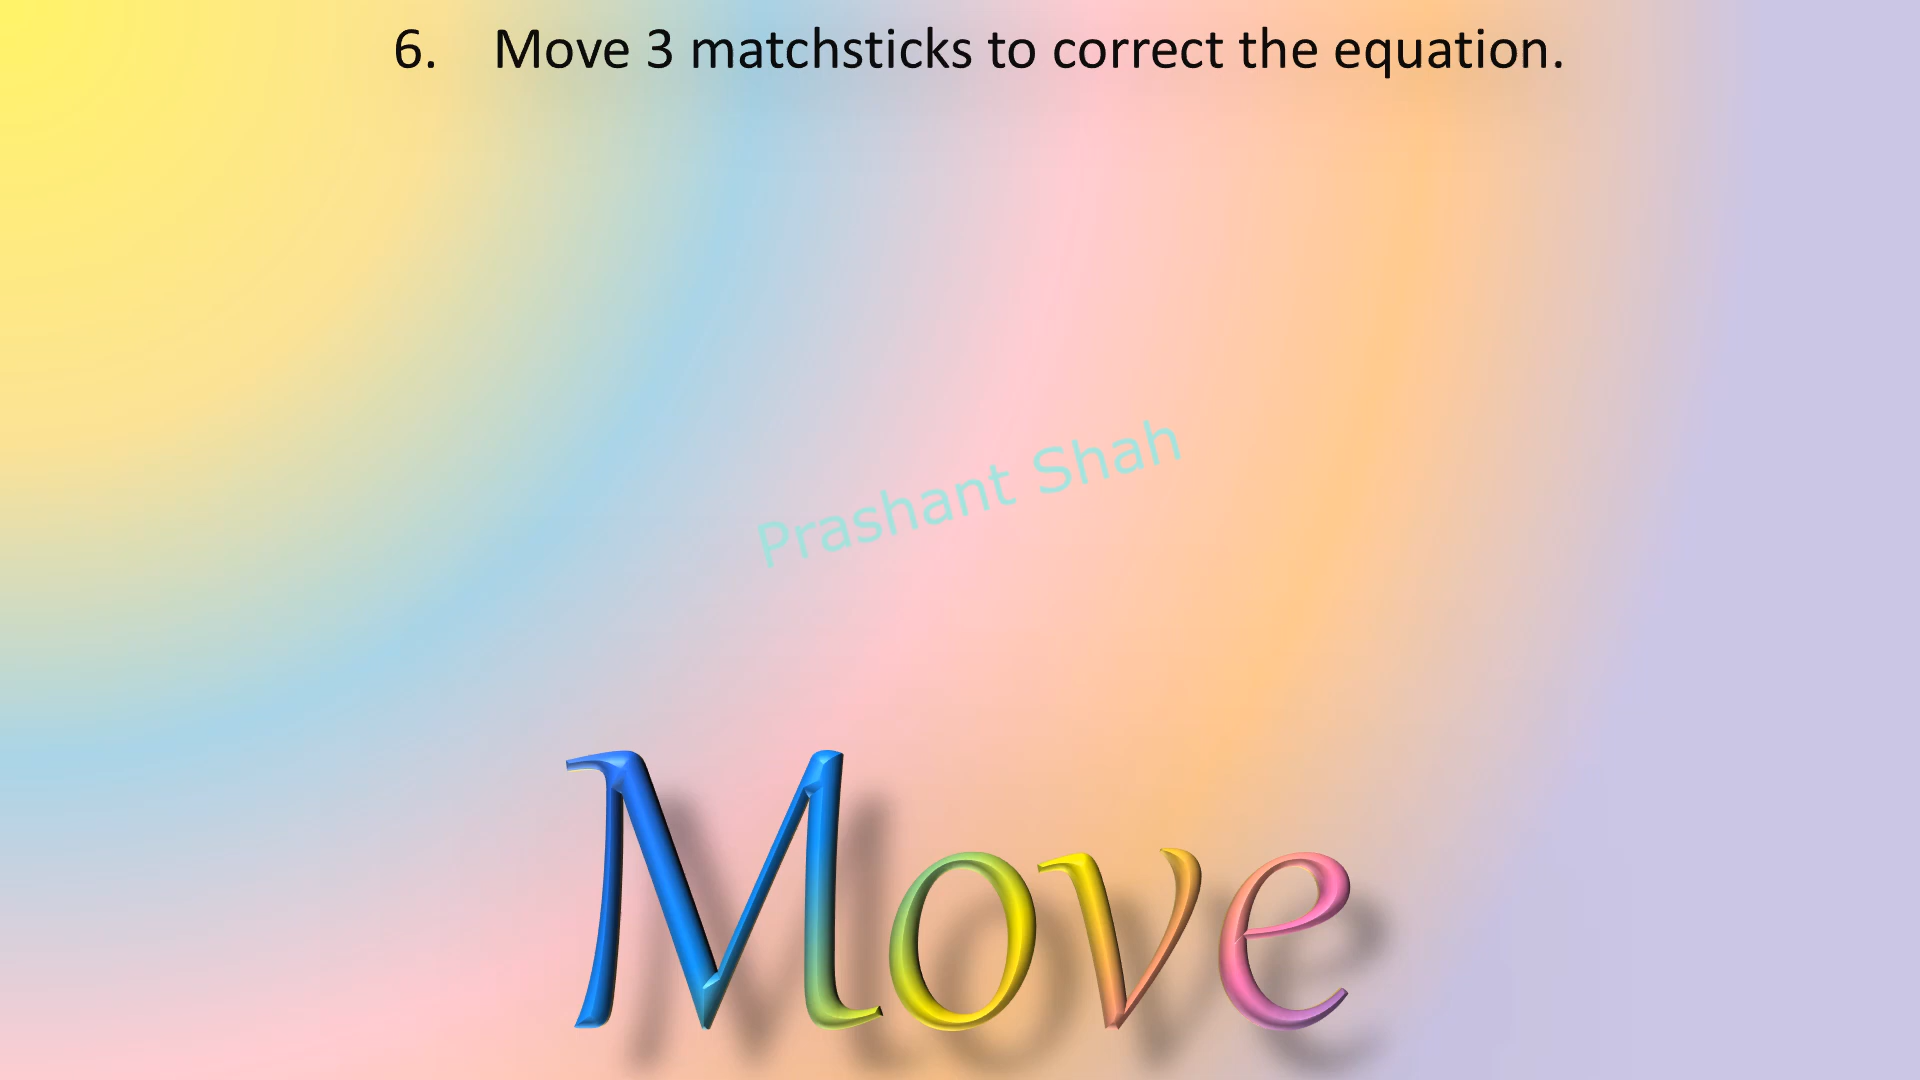 6. Move 3 matchsticks to correct the equation.
Prashant Shah
Move